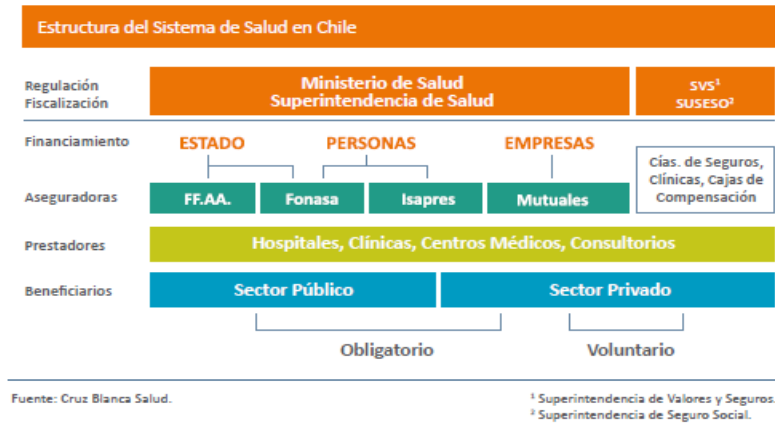 Estructura del Sistema de Salud en Chile
Regulación
Fiscalización
Ministerio de Salud
Superintendencia de Salud
SVS¹
SUSESO²
Financiamiento
ESTADO
PERSONAS
EMPRESAS
Cías. de Seguros,
Clínicas, Cajas de
Compensación
Aseguradoras
FF.AA.
Fonasa
Isapres
Mutuales
Prestadores
Hospitales, Clínicas, Centros Médicos, Consultorios
Beneficiarios
Sector Público
Sector Privado
Obligatorio
Voluntario
Fuente: Cruz Blanca Salud.
¹ Superintendencia de Valores y Seguros.
² Superintendencia de Seguro Social.